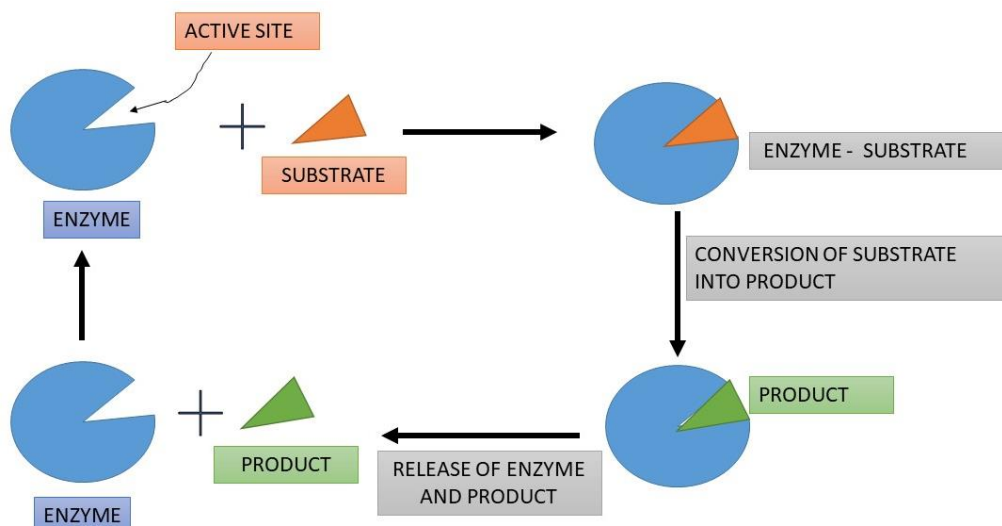 ACTIVE SITE
SUBSTRATE
ENZYME
ENZYME - SUBSTRATE
CONVERSION OF SUBSTRATE
INTO PRODUCT
PRODUCT
RELEASE OF ENZYME
AND PRODUCT
PRODUCT
ENZYME